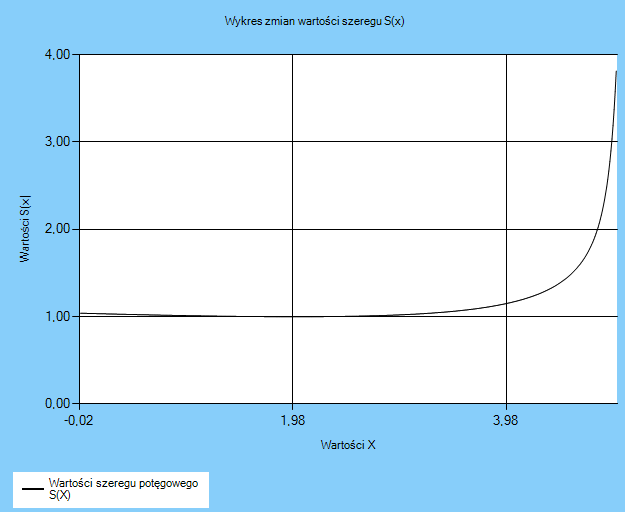 Wykres zmian wartości szeregu S(x)
4,00
3,00
2,00
1,00
0,00
Wartości S(x|
-0,02
1,98
3,98
Wartości X
Wartości szeregu potęgowego
S(X)